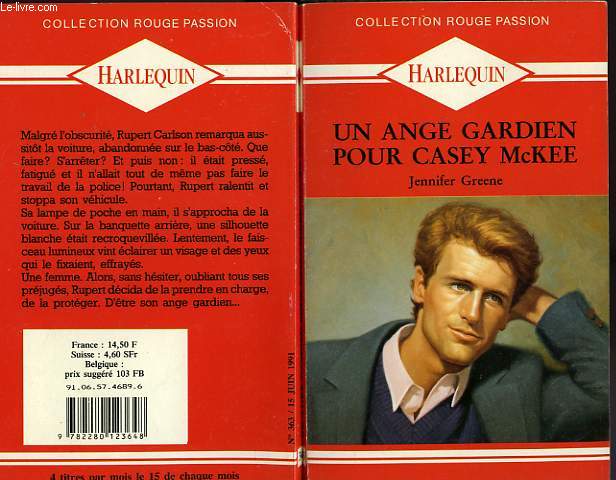 Le-livre.com
COLLECTION ROUGE PASSION
HARLEQUIN
Malgré l'obscurité, Rupert Carlson remarqua aus-
sitôt la voiture, abandonnée sur le bas-côté. Que
faire? S'arrêter? Et puis non : il était pressé,
fatigué et il n'allait tout de même pas faire le
travail de la police! Pourtant, Rupert ralentit et
stoppa son véhicule.
Sa lampe de poche en main, il s'approcha de la
voiture. Sur la banquette arrière, une silhouette
blanche était recroquevillée. Lentement, le fais-
ceau lumineux vint éclairer un visage et des yeux
qui le fixaient, effrayés.
Une femme. Alors, sans hésiter, oubliant tous ses
préjugés, Rupert décida de la prendre en charge,
de la protéger. D'être son ange gardien...
France : 14,50 F
Suisse : 4,60 SFr
Belgique :
prix suggéré 103 FB
91.06.57.4689.6
9 782280 123648
4 titres par mois le 15 de chaque mois
N° 363 / 15 JUIN 1991
COLLECTION ROUGE PASSION
HARLEQUIN
UN ANGE GARDIEN
POUR CASEY McKEE
Jennifer Greene